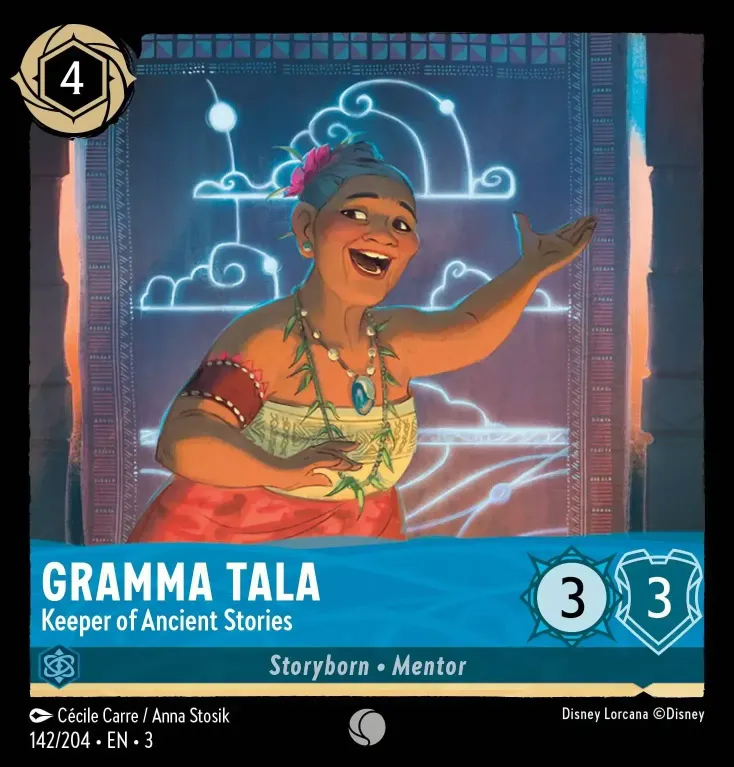 4
GRAMMA TALA
Keeper of Ancient Stories
3 3
Storyborn • Mentor
Cécile Carre / Anna Stosik
Disney Lorcana ©Disney
142/204 • EN • 3